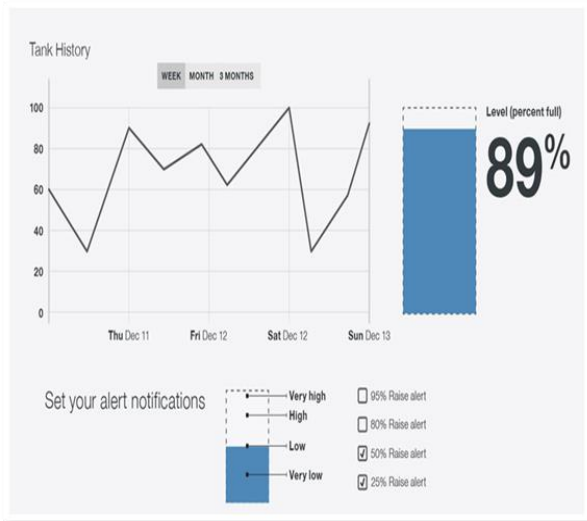 Tank History
WEEK MONTH 3 MONTHS
100
80
60
40
20
0
Thu Dec 11
Fri Dec 12
Sat Dec 12
Sun Dec 13
Level (percent full)
89%
Set your alert notifications
Very high
High
Low
Very low
95% Raise alert
80% Raise alert
50% Raise alert
25% Raise alert